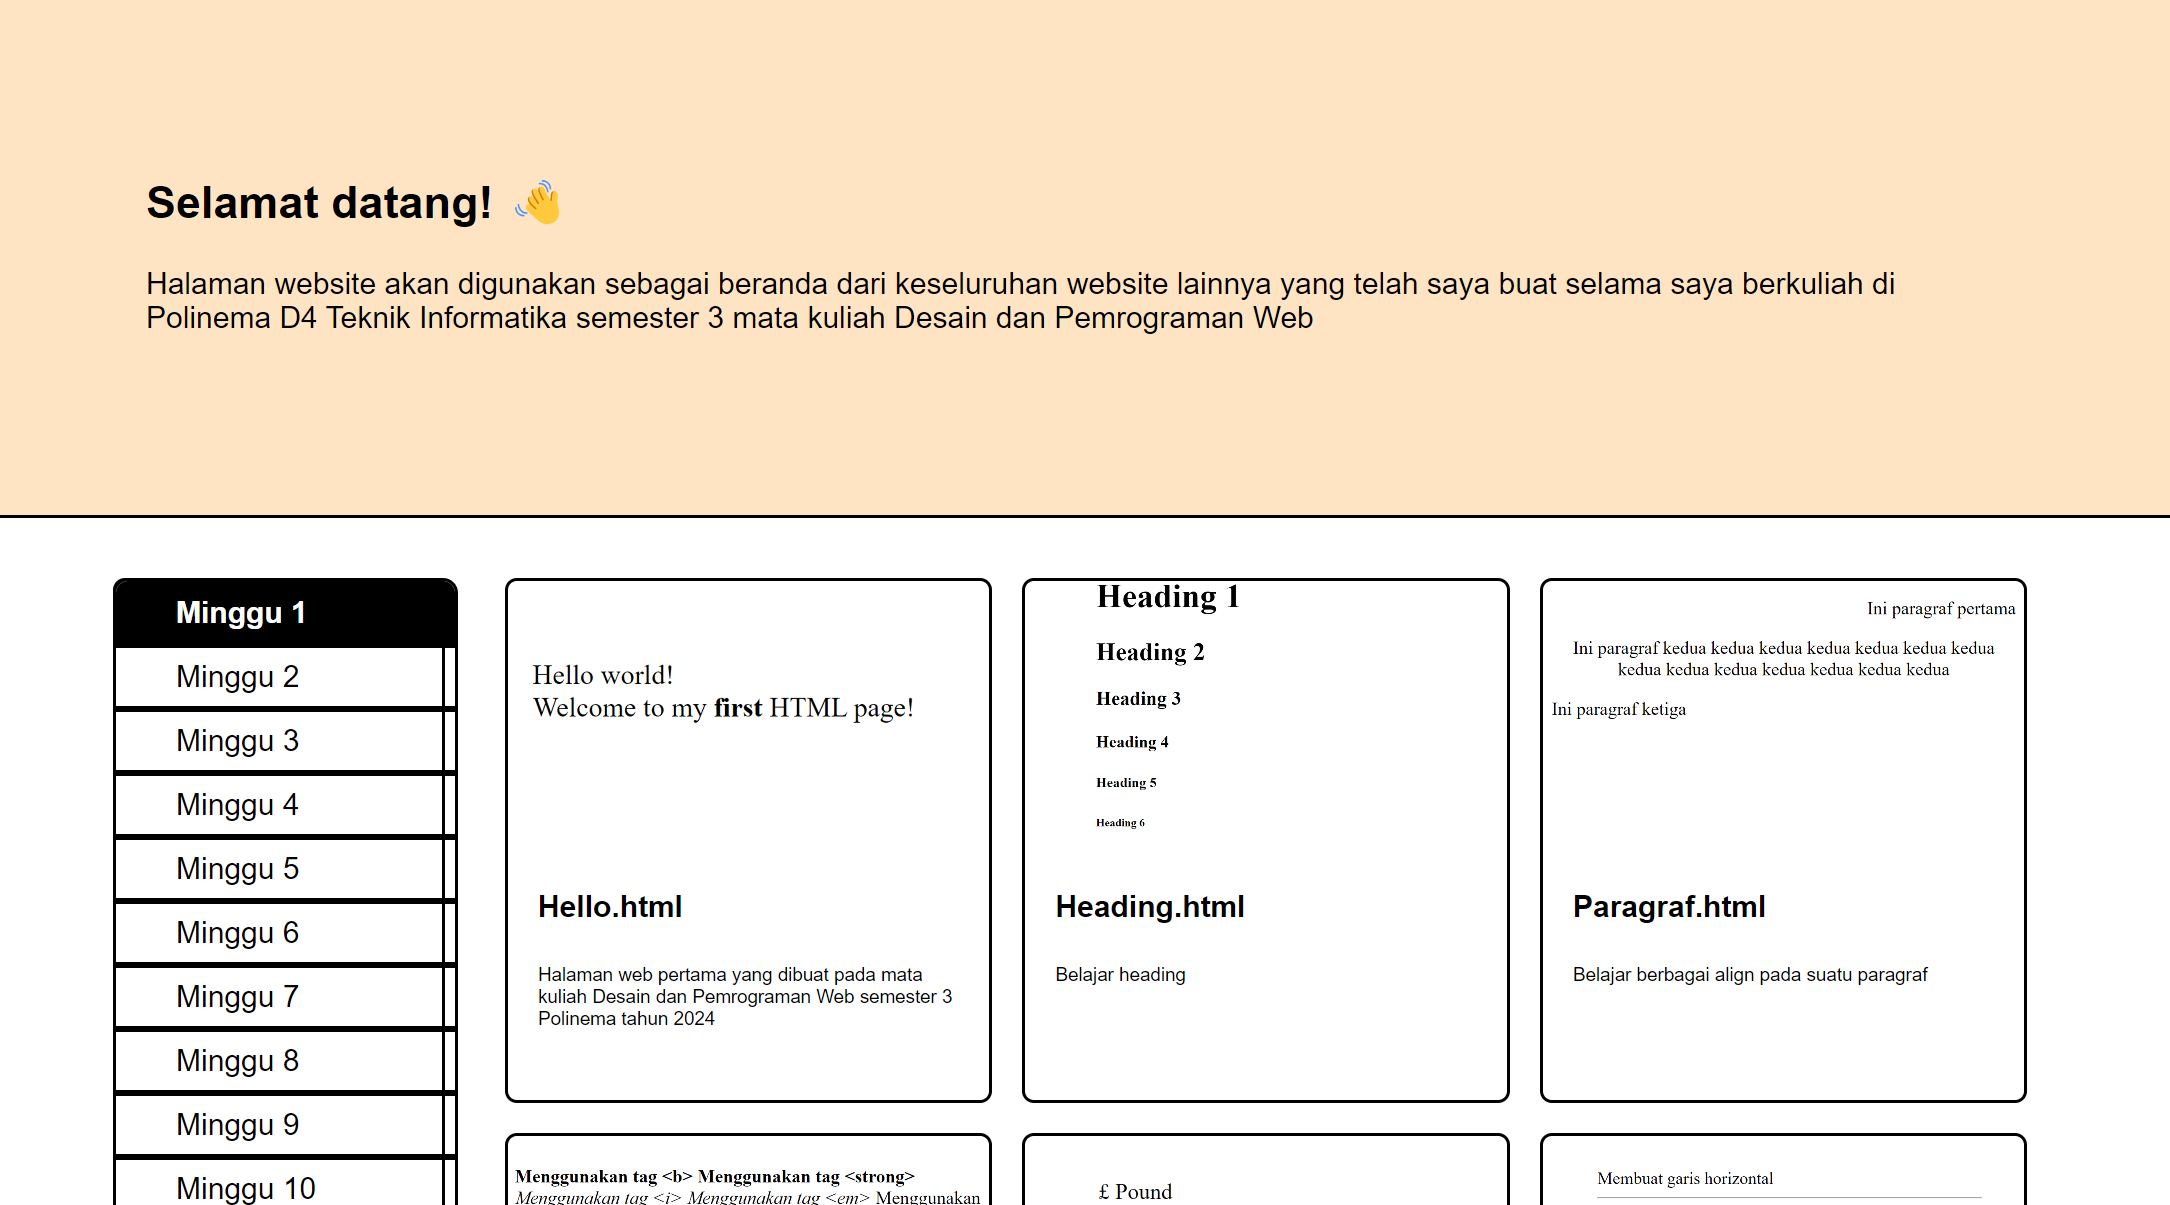 Selamat datang! 👋
Halaman website akan digunakan sebagai beranda dari keseluruhan website lainnya yang telah saya buat selama saya berkuliah di
Polinema D4 Teknik Informatika semester 3 mata kuliah Desain dan Pemrograman Web
Minggu 1
Minggu 2
Minggu 3
Minggu 4
Minggu 5
Minggu 6
Minggu 7
Minggu 8
Minggu 9
Minggu 10
Hello world!
Welcome to my first HTML page!
Hello.html
Halaman web pertama yang dibuat pada mata
kuliah Desain dan Pemrograman Web semester 3
Polinema tahun 2024
Heading 1
Heading 2
Heading 3
Heading 4
Heading 5
Heading 6
Heading.html
Belajar heading
Ini paragraf pertama
Ini paragraf kedua kedua kedua kedua kedua kedua kedua kedua
kedua kedua kedua kedua kedua kedua kedua
Ini paragraf ketiga
Paragraf.html
Belajar berbagai align pada suatu paragraf
Menggunakan tag <b> Menggunakan tag <strong>
Menggunakan tag <i> Menggunakan tag <em> Menggunakan
£ Pound
Membuat garis horizontal